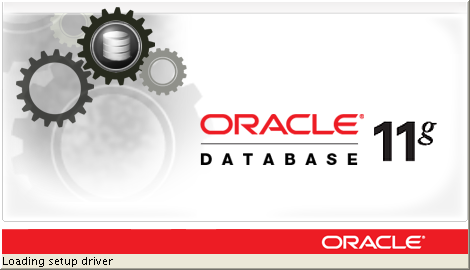 ORACLE®
DATABASE 11g
ORACLE®
Loading setup driver